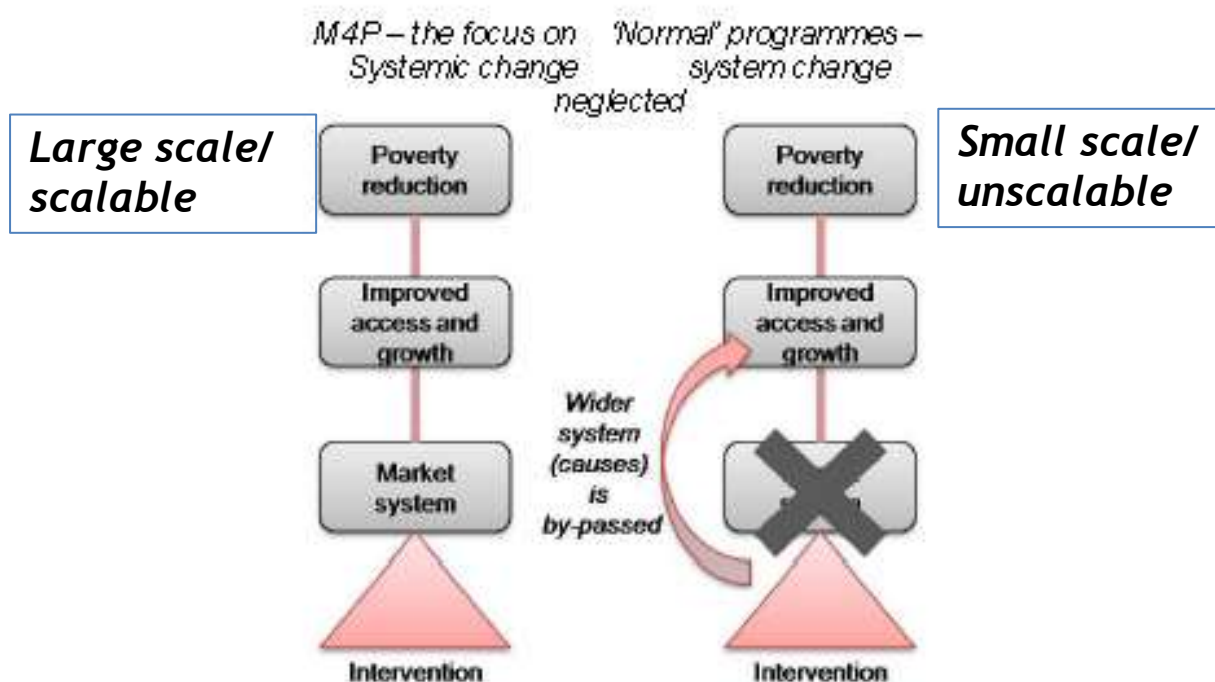 M4P – the focus on
Systemic change
'Normal' programmes –
system change
neglected
Large scale/
scalable
Poverty
reduction
Improved
access and
growth
Market
system
Intervention
Small scale/
unscalable
Poverty
reduction
Improved
access and
growth
Wider
system
(causes)
is
by-passed
Intervention